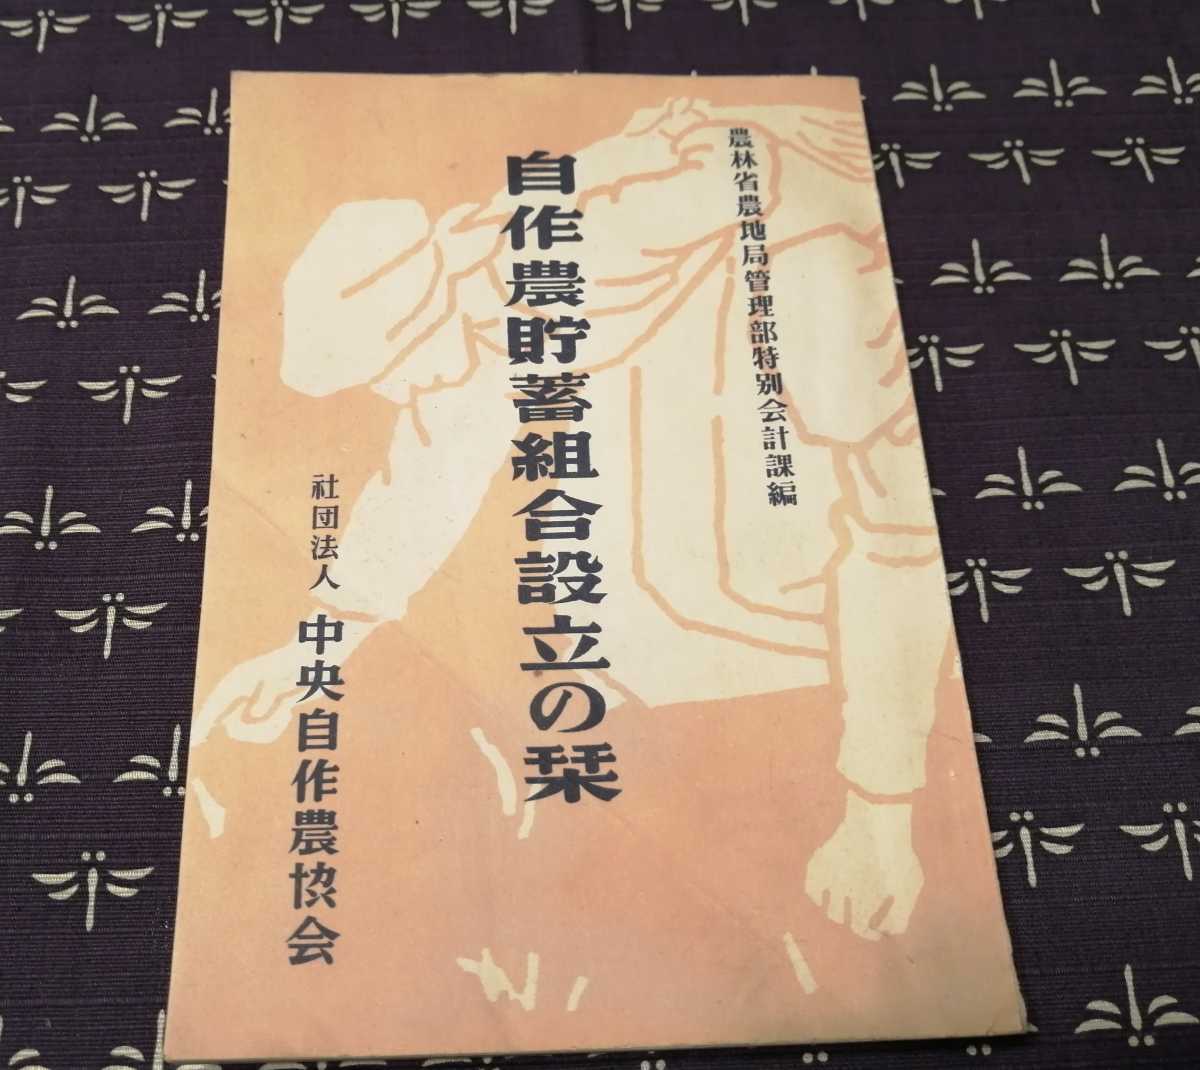 農林省農地局管理部特別会計課編
自作農貯蓄組合設立の栞
社団法人 中央自作農協会